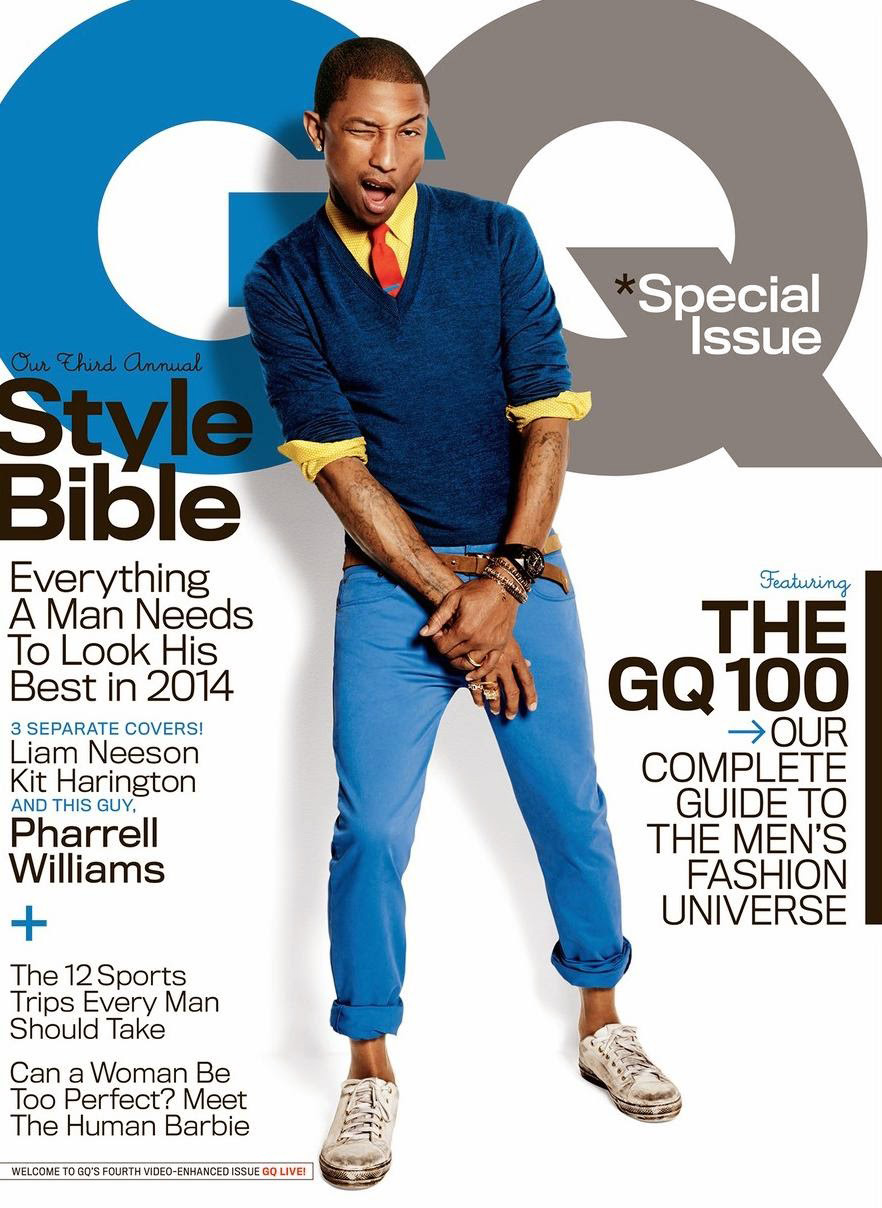 GQ
*Special
Issue
Our Third Annual
Style
Bible
Everything
A Man Needs
To Look His
Best in 2014
3 SEPARATE COVERS!
Liam Neeson
Kit Harington
AND THIS GUY,
Pharrell
Williams
+
The 12 Sports
Trips Every Man
Should Take
Can a Woman Be
Too Perfect? Meet
The Human Barbie
WELCOME TO GQ'S FOURTH VIDEO-ENHANCED ISSUE GQ LIVE!
Featuring
THE
GQ 100
→OUR
COMPLETE
GUIDE TO
THE MEN'S
FASHION
UNIVERSE